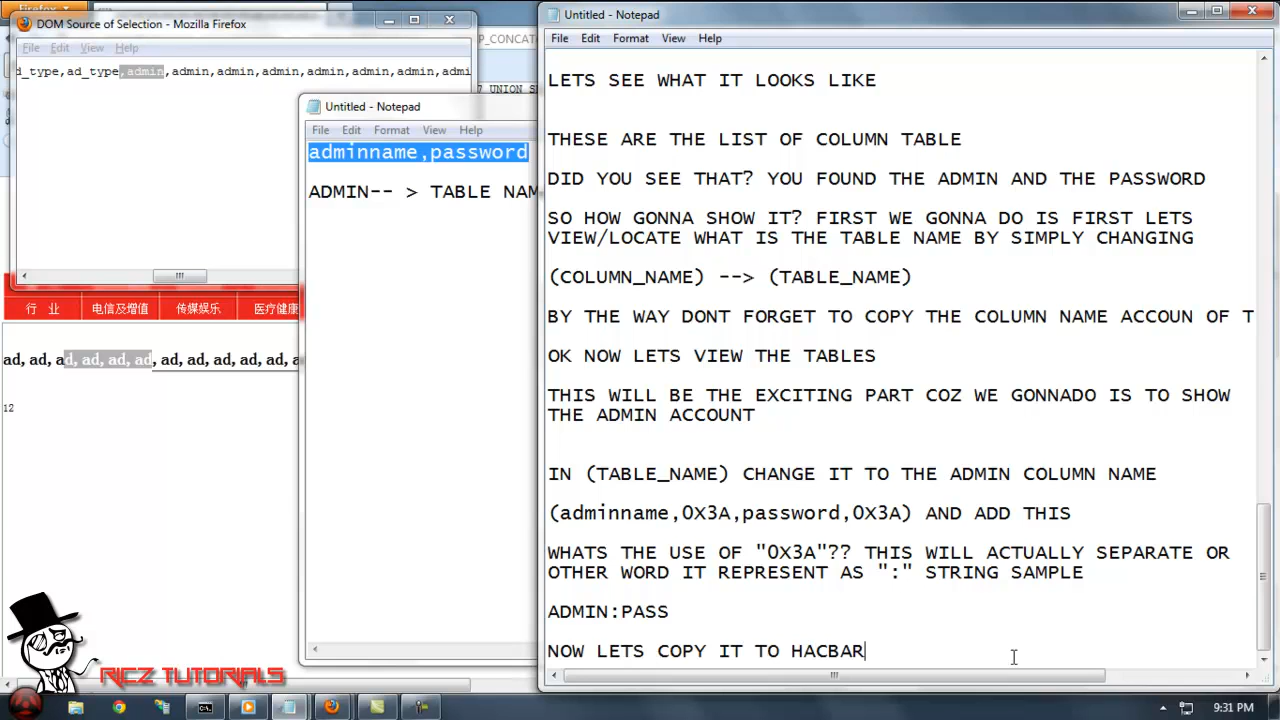 Firefox
DOM Source of Selection - Mozilla Firefox
File Edit View Help
d_type,ad_type,admin,admin,admin,admin,admin,admin,admin,admi
P_CONCAT
7 UNION S
行 业 电信及增值 传媒娱乐 医疗健康
ad, ad, ad, ad, ad, ad, ad, ad, ad, ad, ad, a
12
Untitled - Notepad
File Edit Format View Help
adminname,password
ADMIN-- > TABLE NAM
Untitled - Notepad
File Edit Format View Help
LETS SEE WHAT IT LOOKS LIKE
THESE ARE THE LIST OF COLUMN TABLE
DID YOU SEE THAT? YOU FOUND THE ADMIN AND THE PASSWORD
SO HOW GONNA SHOW IT? FIRST WE GONNA DO IS FIRST LETS
VIEW/LOCATE WHAT IS THE TABLE NAME BY SIMPLY CHANGING
(COLUMN_NAME) --> (TABLE_NAME)
BY THE WAY DONT FORGET TO COPY THE COLUMN NAME ACCOUN OF T
OK NOW LETS VIEW THE TABLES
THIS WILL BE THE EXCITING PART COZ WE GONNADO IS TO SHOW
THE ADMIN ACCOUNT
IN (TABLE_NAME) CHANGE IT TO THE ADMIN COLUMN NAME
(adminname,0X3A,password,0X3A) AND ADD THIS
WHATS THE USE OF "0X3A"?? THIS WILL ACTUALLY SEPARATE OR
OTHER WORD IT REPRESENT AS ":" STRING SAMPLE
ADMIN:PASS
NOW LETS COPY IT TO HACBAR
RICZ TUTORIALS
9:31 PM